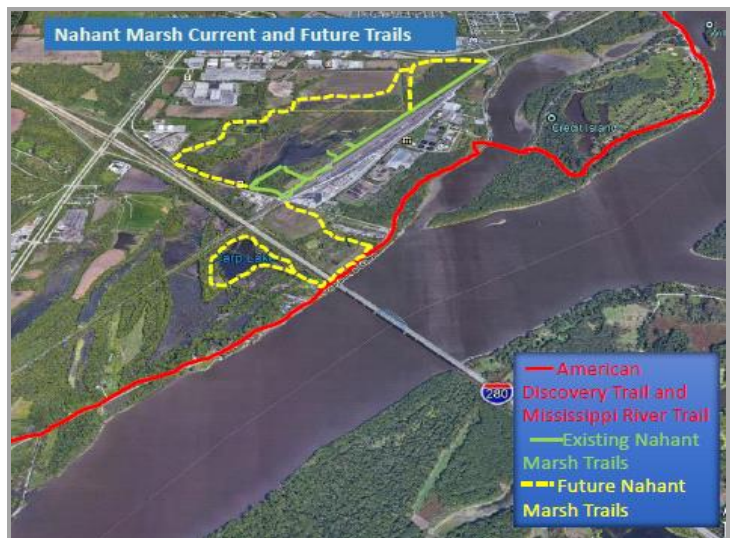 Nahant Marsh Current and Future Trails
Credit Island
280
American
Discovery Trail and
Mississippi River Trail
Existing Nahant
Marsh Trails
Future Nahant
Marsh Trails